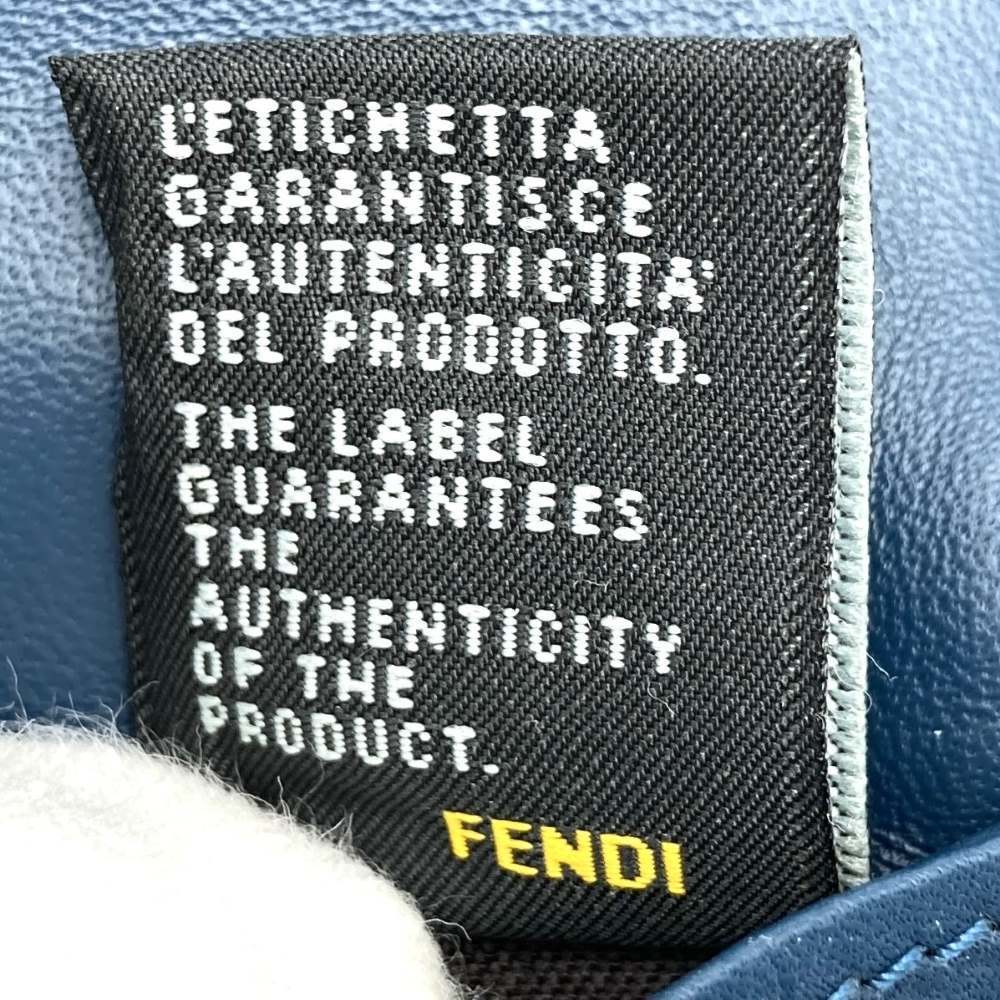 L'ETICHETTA
GARANTISCE
L'AUTENTICITA'
DEL PRODOTTO.
THE LABEL
GUARANTEES
THE
AUTHENTICITY
OF THE
PRODUCT.
FENDI